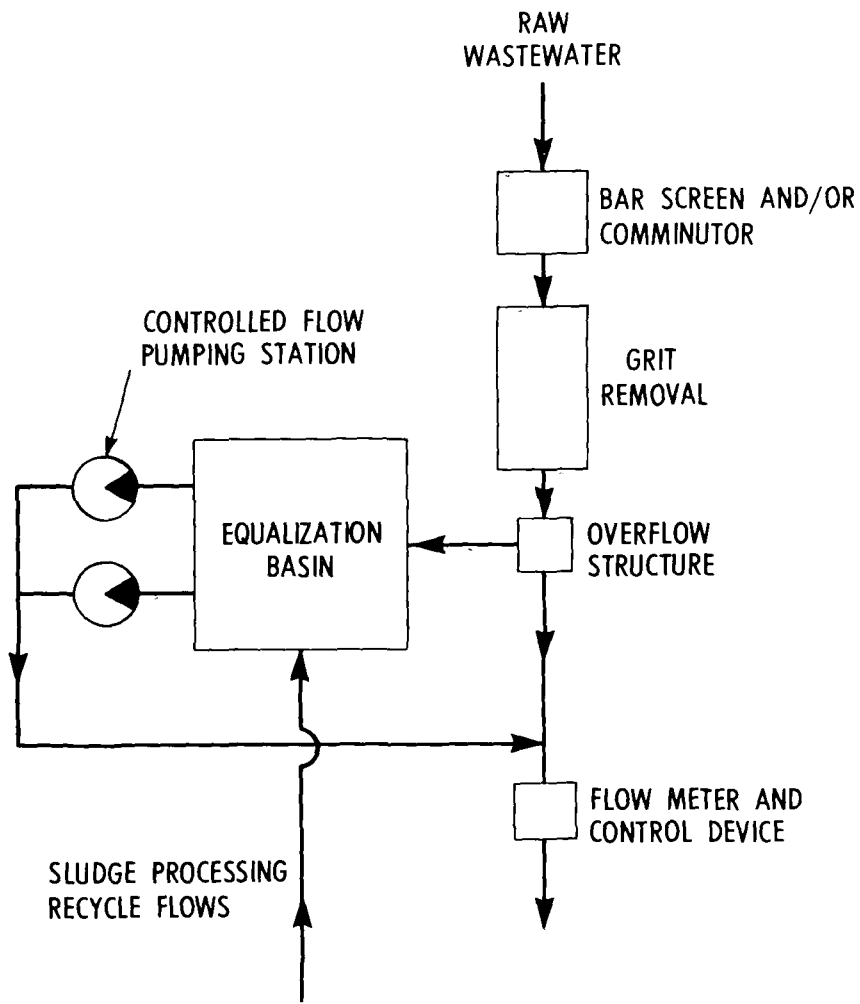 RAW
WASTEWATER
BAR SCREEN AND/OR
COMMINUTOR
CONTROLLED FLOW
PUMPING STATION
GRIT
REMOVAL
EQUALIZATION
BASIN
OVERFLOW
STRUCTURE
FLOW METER AND
CONTROL DEVICE
SLUDGE PROCESSING
RECYCLE FLOWS